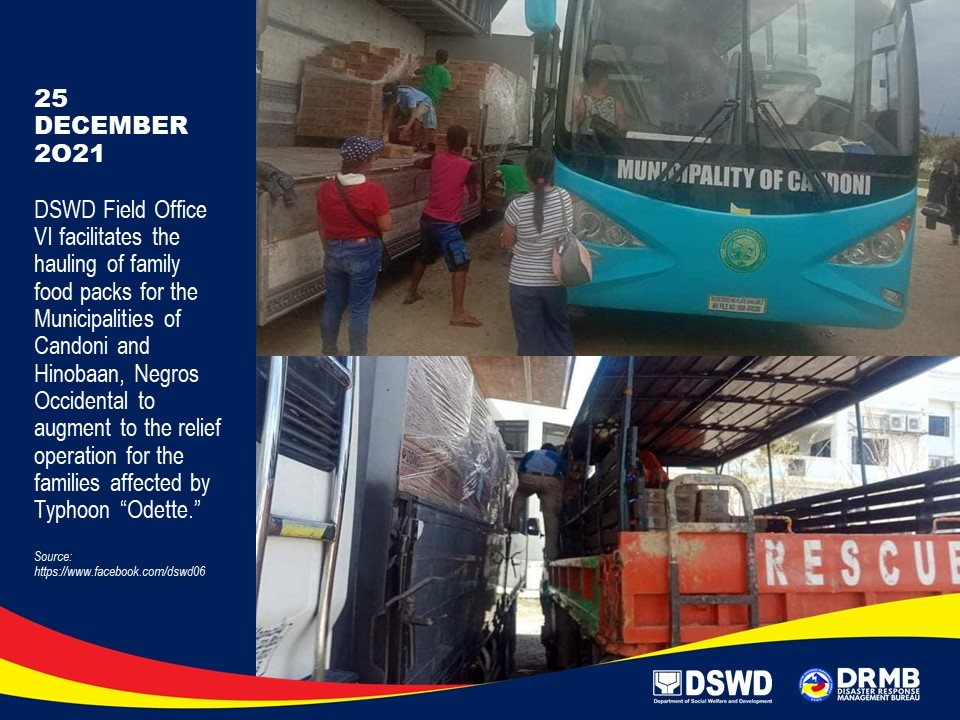 25
DECEMBER
2O21
DSWD Field Office
VI facilitates the
hauling of family
food packs for the
Municipalities of
Candoni and
Hinobaan, Negros
Occidental to
augment to the relief
operation for the
families affected by
Typhoon “Odette.”
Source:
https://www.facebook.com/dswd06
MUNICIPALITY OF CANDONI
RESCUE
DSWD
Department of Social Welfare and Development
DRMB
DISASTER RESPONSE
MANAGEMENT BUREAU